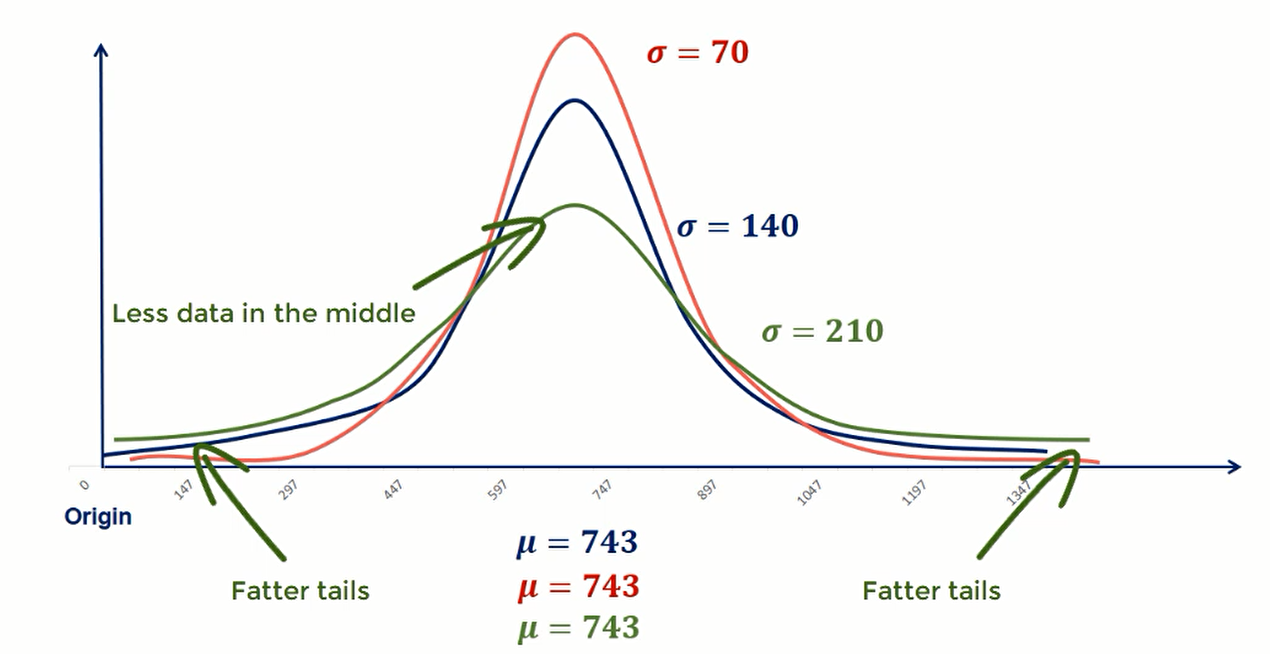 σ = 70
σ = 140
Less data in the middle
σ = 210
0 147 297 447 597 747 897 1047 1197 1347
Origin
μ = 743
μ = 743
Fatter tails Fatter tails
μ = 743